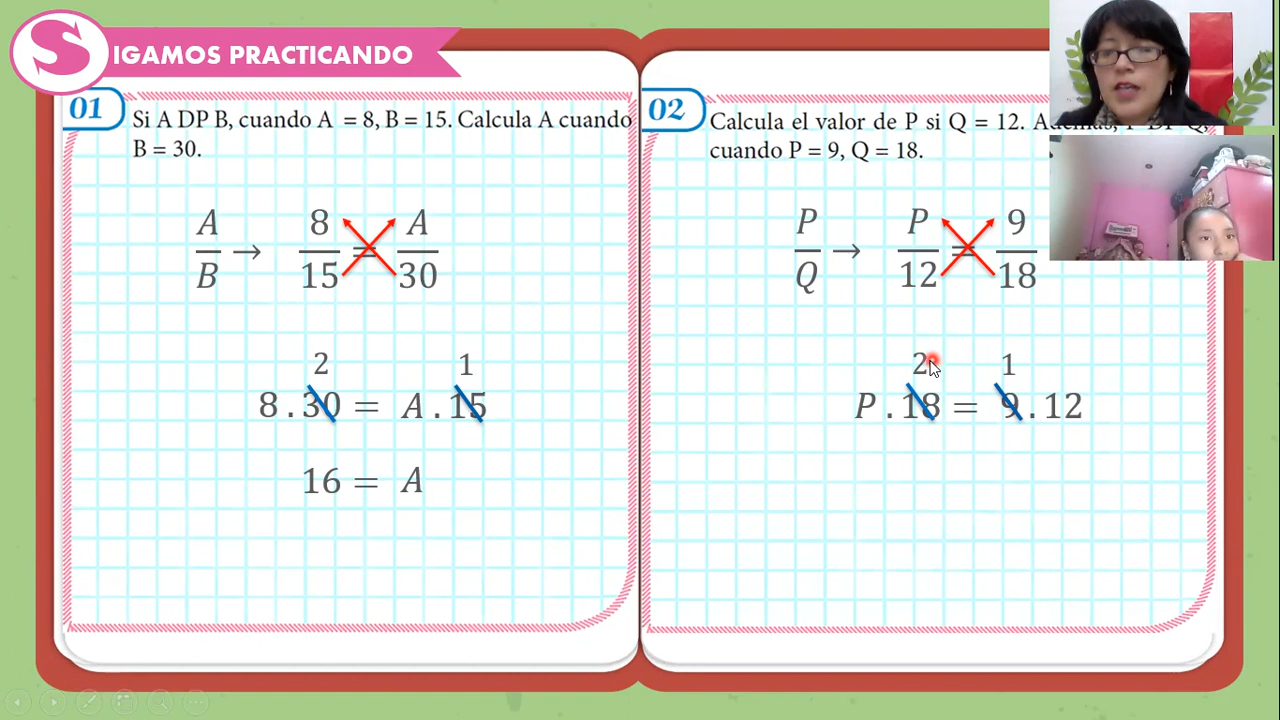 SIGAMOS PRACTICANDO
01
Si A DP B, cuando A = 8, B = 15. Calcula A cuando
B = 30.
A/B → 8/15 = A/30
2 1
8 . 30 = A . 15
16 = A
02
Calcula el valor de P si Q = 12. Además, P DP Q,
cuando P = 9, Q = 18.
P/Q → P/12 = 9/18
2 1
P . 18 = 9 . 12